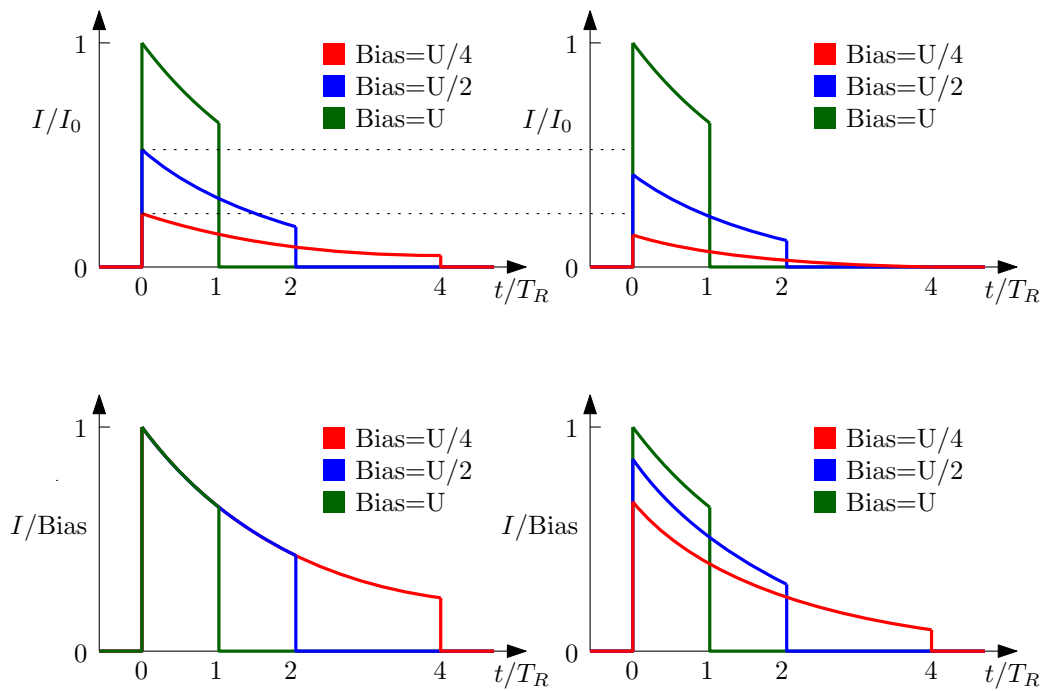 1
Bias=U/4
Bias=U/2
Bias=U
I/I₀
0
0 1 2 4 t/T_R
1
Bias=U/4
Bias=U/2
Bias=U
I/I₀
0
0 1 2 4 t/T_R
1
Bias=U/4
Bias=U/2
Bias=U
I/Bias
0
0 1 2 4 t/T_R
1
Bias=U/4
Bias=U/2
Bias=U
I/Bias
0
0 1 2 4 t/T_R